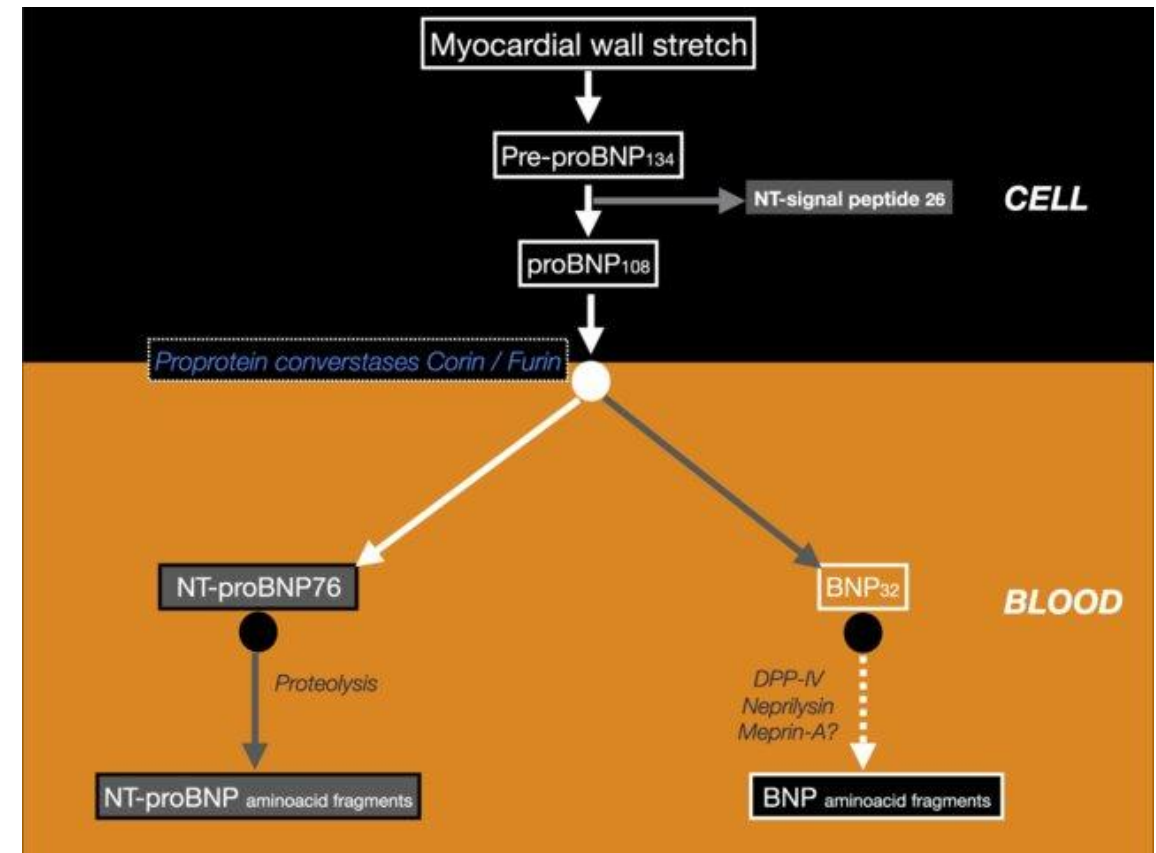 Myocardial wall stretch
Pre-proBNP134
NT-signal peptide 26
CELL
proBNP108
Proprotein converstases Corin / Furin
NT-proBNP76
BNP32
BLOOD
Proteolysis
DPP-IV
Neprilysin
Meprin-A?
NT-proBNP aminoacid fragments
BNP aminoacid fragments